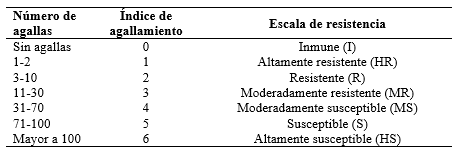 Número de agallas Índice de agallamiento Escala de resistencia
Sin agallas 0 Inmune (I)
1-2 1 Altamente resistente (HR)
3-10 2 Resistente (R)
11-30 3 Moderadamente resistente (MR)
31-70 4 Moderadamente susceptible (MS)
71-100 5 Susceptible (S)
Mayor a 100 6 Altamente susceptible (HS)